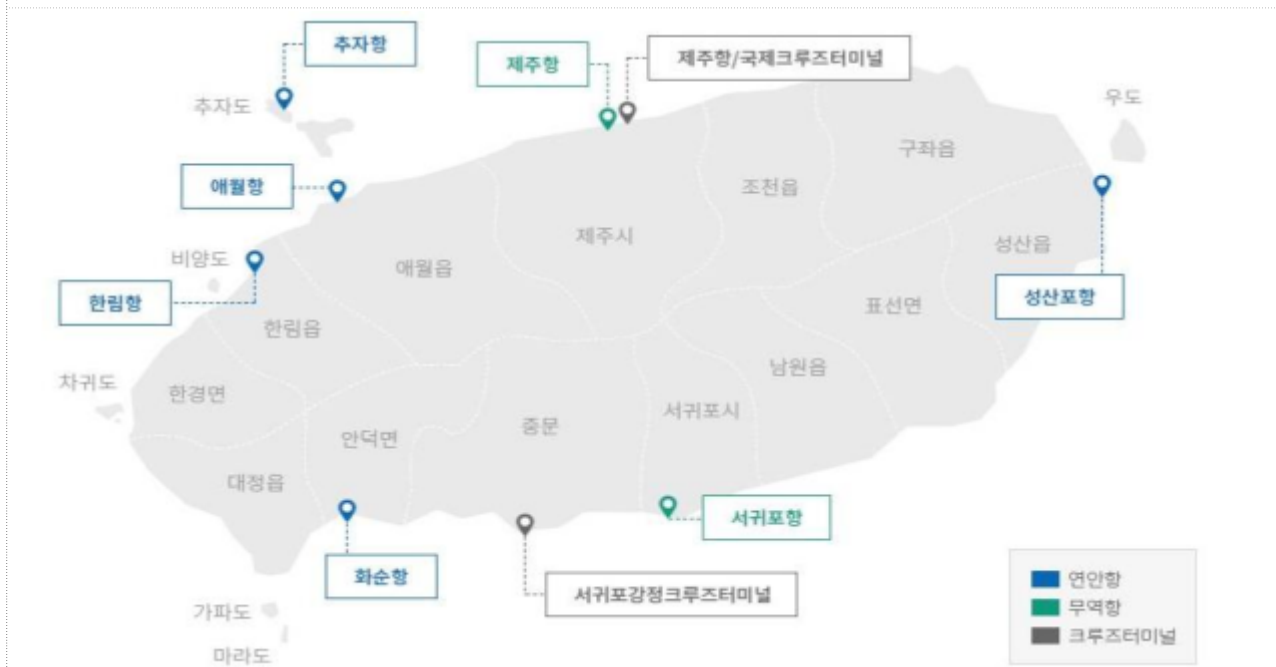 추자항
제주항
제주항/국제크루즈터미널
추자도
우도
구좌읍
애월항
조천읍
제주시
성산읍
비양도
애월읍
한림항
성산포항
표선면
한림읍
남원읍
차귀도
한경면
서귀포시
중문
안덕면
대정읍
서귀포항
화순항
서귀포강정크루즈터미널
연안항
무역항
크루즈터미널
가파도
마라도